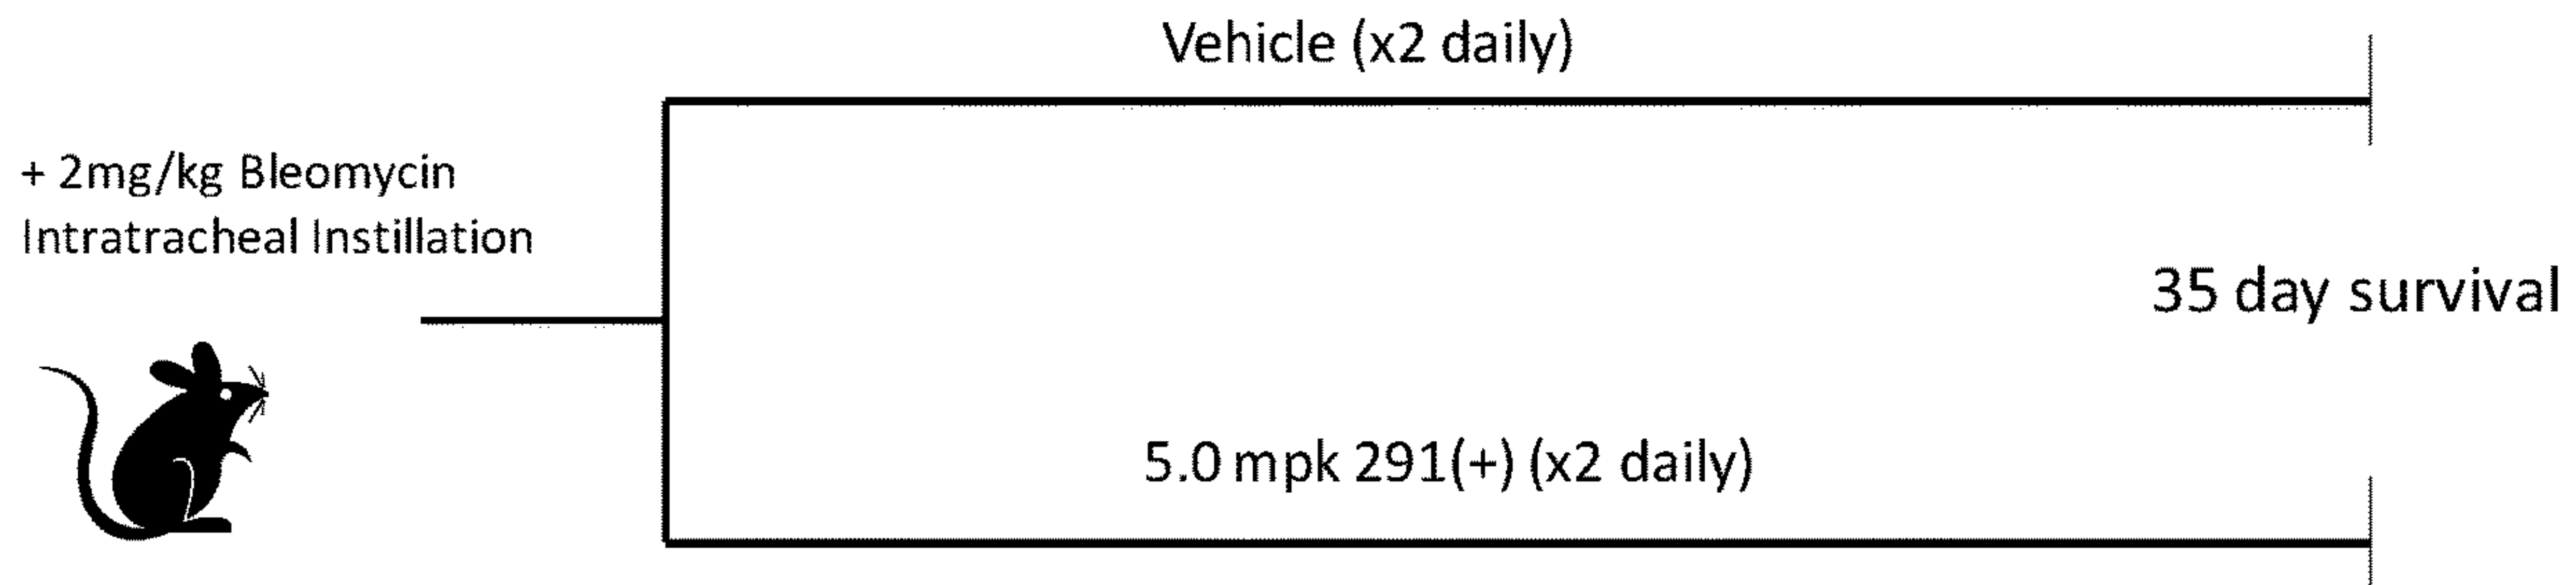 Vehicle (x2 daily)
+ 2mg/kg Bleomycin
Intratracheal Instillation
35 day survival
5.0 mpk 291(+) (x2 daily)